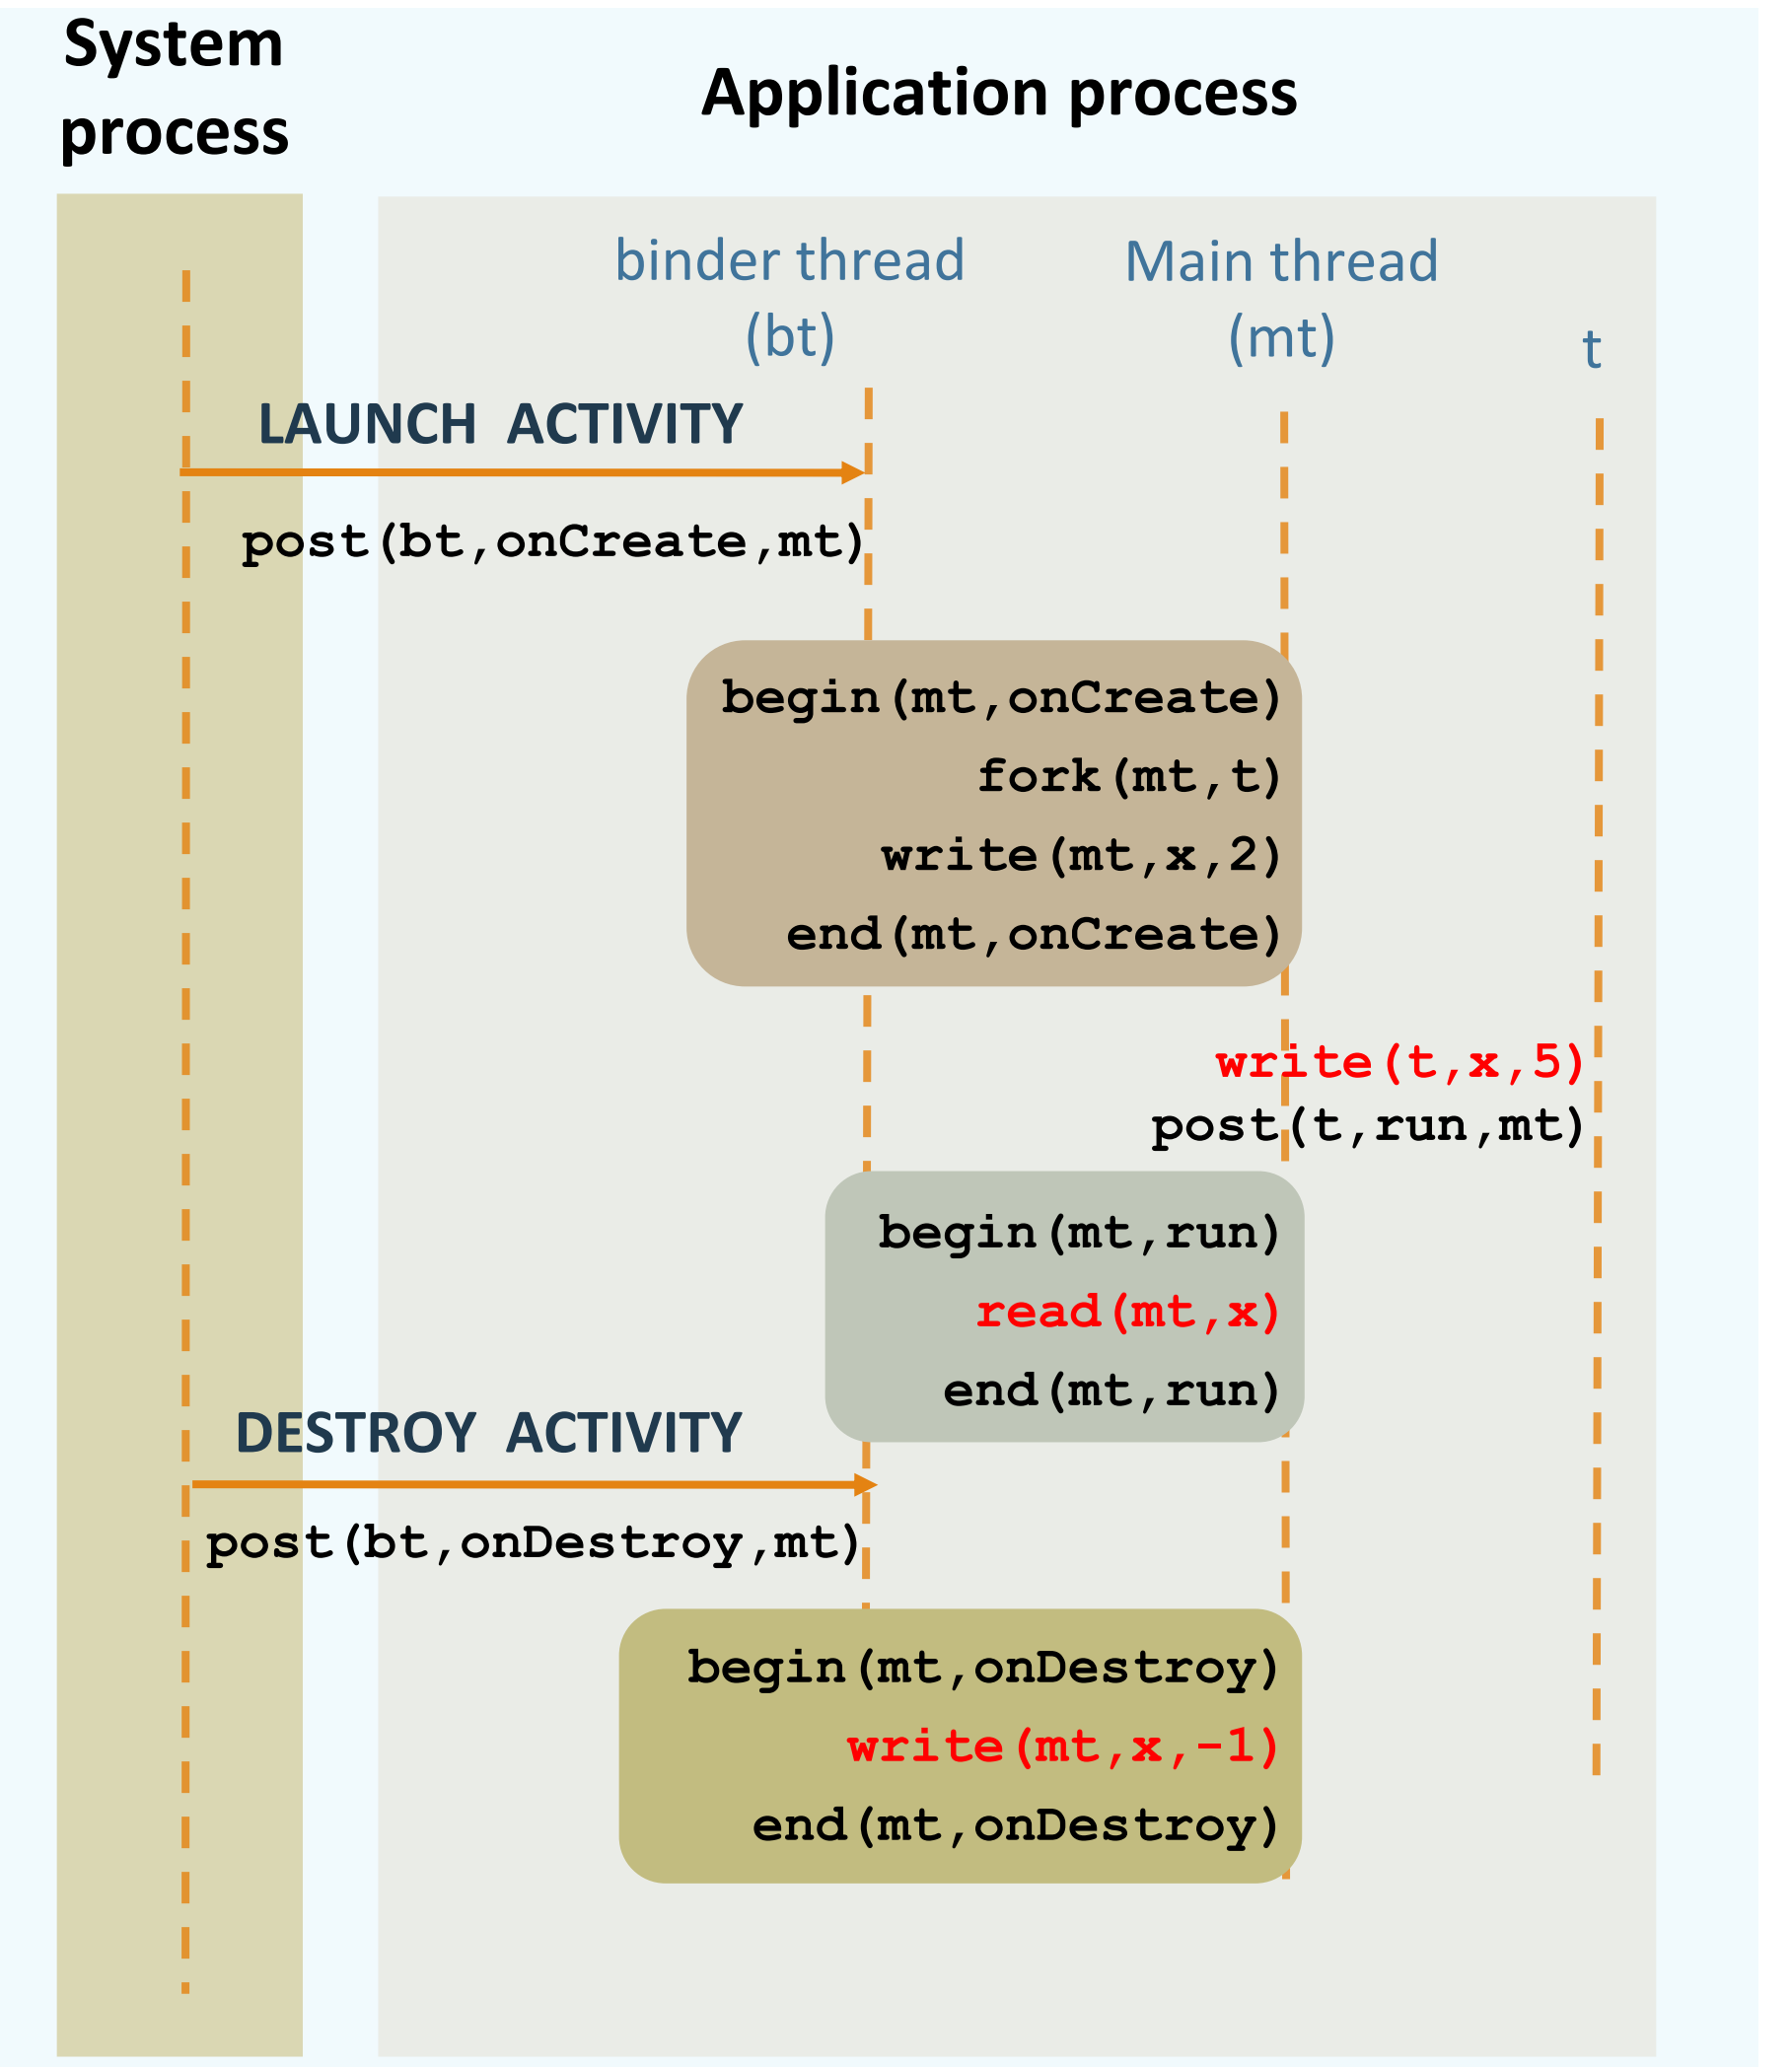 System
process
Application process
binder thread
(bt)
Main thread
(mt)
t
LAUNCH ACTIVITY
post(bt,onCreate,mt)
begin(mt,onCreate)
fork(mt,t)
write(mt,x,2)
end(mt,onCreate)
write(t,x,5)
post(t,run,mt)
begin(mt,run)
read(mt,x)
end(mt,run)
DESTROY ACTIVITY
post(bt,onDestroy,mt)
begin(mt,onDestroy)
write(mt,x,-1)
end(mt,onDestroy)